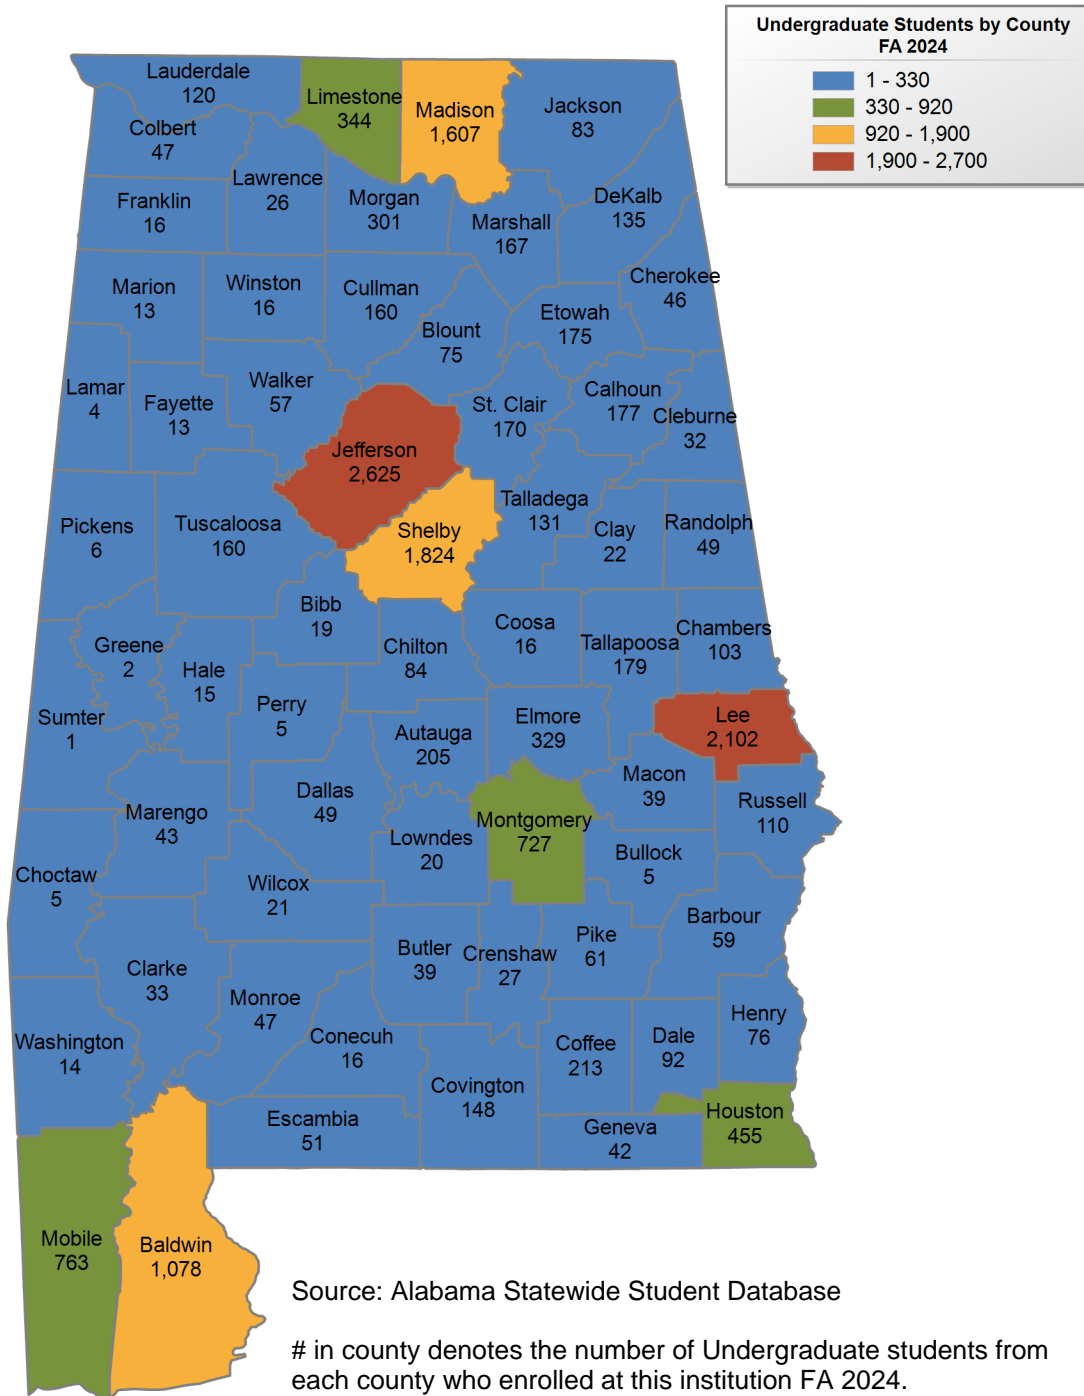 Undergraduate Students by County
FA 2024
1 - 330
330 - 920
920 - 1,900
1,900 - 2,700
Lauderdale
120
Limestone
344
Madison
1,607
Jackson
83
Colbert
47
Lawrence
26
Franklin
16
Morgan
301
Marshall
167
DeKalb
135
Marion
13
Winston
16
Cullman
160
Blount
75
Etowah
175
Cherokee
46
Lamar
4
Fayette
13
Walker
57
Jefferson
2,625
St. Clair
170
Calhoun
177
Cleburne
32
Pickens
6
Tuscaloosa
160
Shelby
1,824
Talladega
131
Clay
22
Randolph
49
Greene
2
Hale
15
Bibb
19
Chilton
84
Coosa
16
Tallapoosa
179
Chambers
103
Sumter
1
Perry
5
Autauga
205
Elmore
329
Lee
2,102
Marengo
43
Dallas
49
Lowndes
20
Montgomery
727
Macon
39
Russell
110
Choctaw
5
Wilcox
21
Bullock
5
Clarke
33
Monroe
47
Butler
39
Crenshaw
27
Pike
61
Barbour
59
Washington
14
Conecuh
16
Covington
148
Coffee
213
Dale
92
Henry
76
Escambia
51
Geneva
42
Houston
455
Mobile
763
Baldwin
1,078
Source: Alabama Statewide Student Database
# in county denotes the number of Undergraduate students from
each county who enrolled at this institution FA 2024.